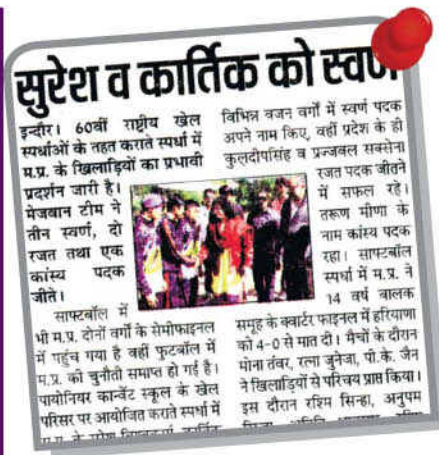 सुरेश व कार्तिक को स्वर्ण
इन्दौर। 60वीं राष्ट्रीय खेल
स्पर्धाओं के तहत कराते स्पर्धा में
म.प्र. के खिलाड़ियों का प्रभावी
प्रदर्शन जारी है।
मेजबान टीम ने
तीन स्वर्ण, दो
रजत तथा एक
कांस्य पदक
जीते।
साफ्टबॉल में
भी म.प्र. दोनों वर्गों के सेमीफाइनल
में पहुंच गया है वहीं फुटबॉल में
म.प्र. की चुनौती समाप्त हो गई है।
पायोनियर कान्वेंट स्कूल के खेल
परिसर पर आयोजित कराते स्पर्धा में
विभिन्न वजन वर्गों में स्वर्ण पदक
अपने नाम किए, वहीं प्रदेश के ही
कुलदीपसिंह व प्रज्जवल सक्सेना
रजत पदक जीतने
में सफल रहे।
तरूण मीणा के
नाम कांस्य पदक
रहा। साफ्टबॉल
स्पर्धा में म.प्र. ने
14 वर्ष बालक
समूह के क्वार्टर फाइनल में हरियाणा
को 4-0 से मात दी। मैचों के दौरान
मोना तंवर, रत्ना जुनेजा, पी.के. जैन
ने खिलाड़ियों से परिचय प्राप्त किया।
इस दौरान रश्मि सिन्हा, अनुपम